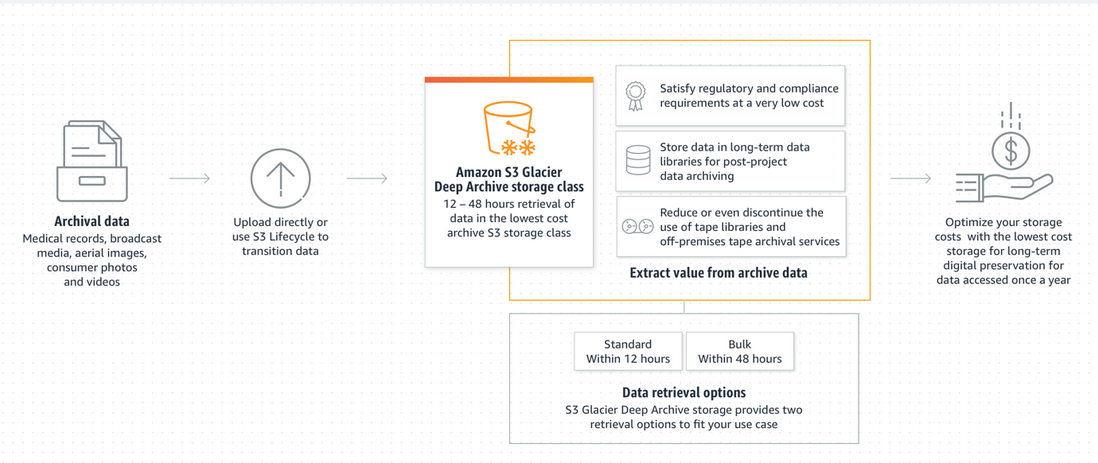 Archival data
Medical records, broadcast
media, aerial images,
consumer photos
and videos
Upload directly or
use S3 Lifecycle to
transition data
Amazon S3 Glacier
Deep Archive storage class
12 – 48 hours retrieval of
data in the lowest cost
archive S3 storage class
Satisfy regulatory and compliance
requirements at a very low cost
Store data in long-term data
libraries for post-project
data archiving
Reduce or even discontinue the
use of tape libraries and
off-premises tape archival services
Extract value from archive data
Standard
Within 12 hours
Bulk
Within 48 hours
Data retrieval options
S3 Glacier Deep Archive storage provides two
retrieval options to fit your use case
$
Optimize your storage
costs with the lowest cost
storage for long-term
digital preservation for
data accessed once a year